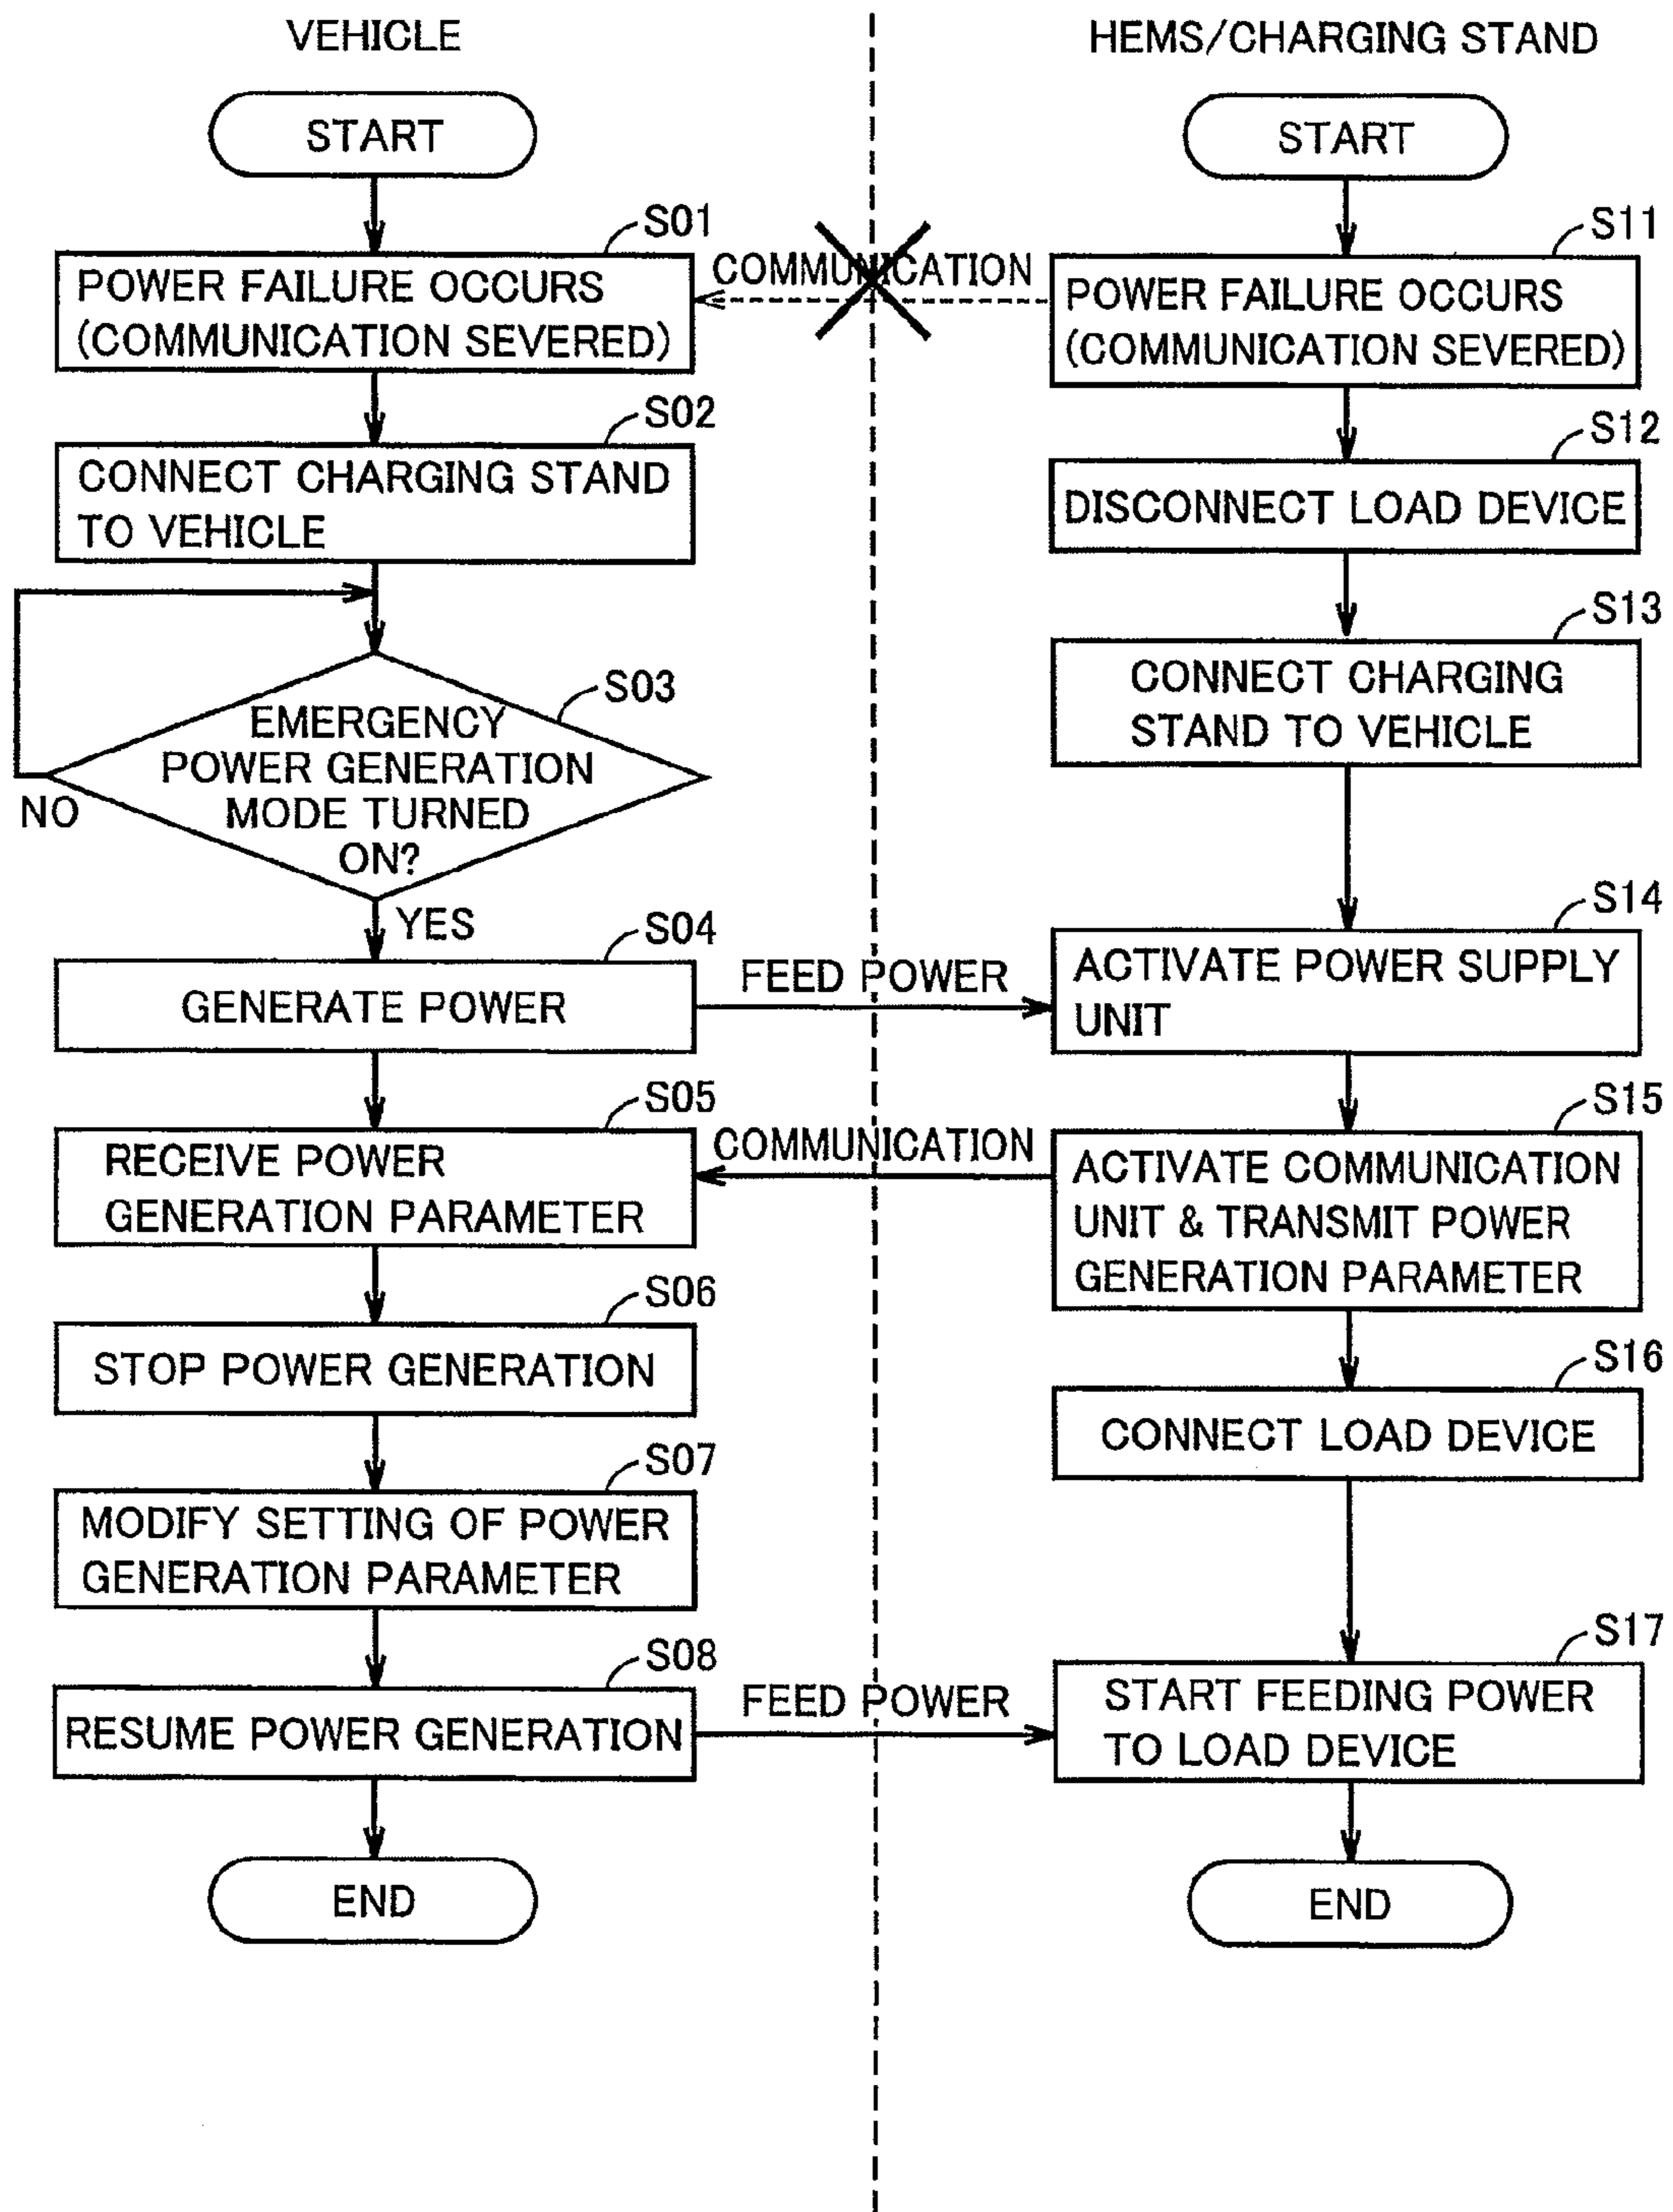 VEHICLE
START
S01
POWER FAILURE OCCURS
(COMMUNICATION SEVERED)
S02
CONNECT CHARGING STAND
TO VEHICLE
S03
EMERGENCY
POWER GENERATION
MODE TURNED
ON?
NO
YES
S04
GENERATE POWER
S05
RECEIVE POWER
GENERATION PARAMETER
S06
STOP POWER GENERATION
S07
MODIFY SETTING OF POWER
GENERATION PARAMETER
S08
RESUME POWER GENERATION
END
COMMUNICATION
FEED POWER
COMMUNICATION
FEED POWER
HEMS/CHARGING STAND
START
S11
POWER FAILURE OCCURS
(COMMUNICATION SEVERED)
S12
DISCONNECT LOAD DEVICE
S13
CONNECT CHARGING
STAND TO VEHICLE
S14
ACTIVATE POWER SUPPLY
UNIT
S15
ACTIVATE COMMUNICATION
UNIT & TRANSMIT POWER
GENERATION PARAMETER
S16
CONNECT LOAD DEVICE
S17
START FEEDING POWER
TO LOAD DEVICE
END